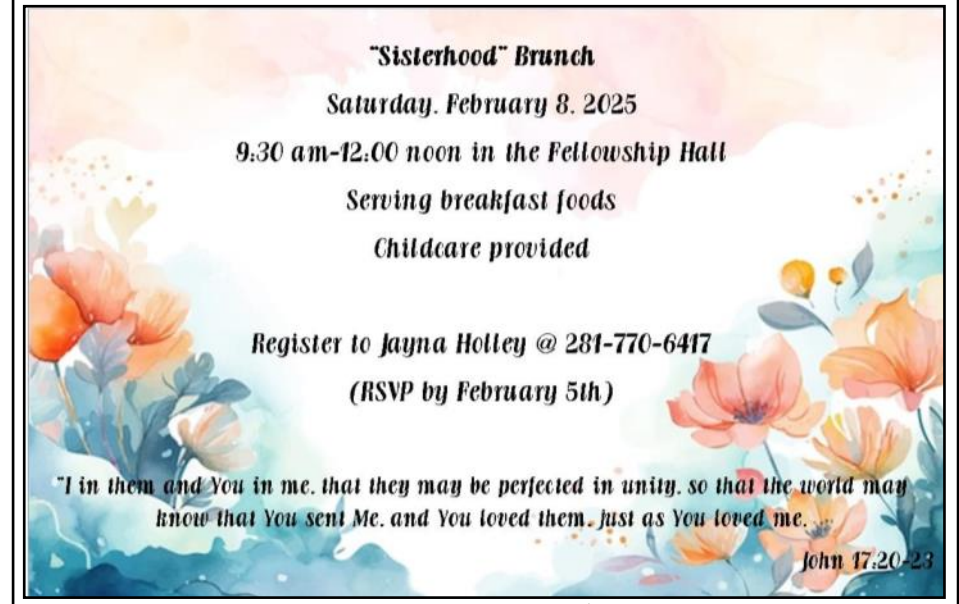 "Sisterhood" Brunch
Saturday, February 8, 2025
9:30 am-12:00 noon in the Fellowship Hall
Serving breakfast foods
Childcare provided
Register to Jayna Holley @ 281-770-6417
(RSVP by February 5th)
"I in them and You in me, that they may be perfected in unity, so that the world may
know that You sent Me, and You loved them, just as You loved me.
John 17:20-23